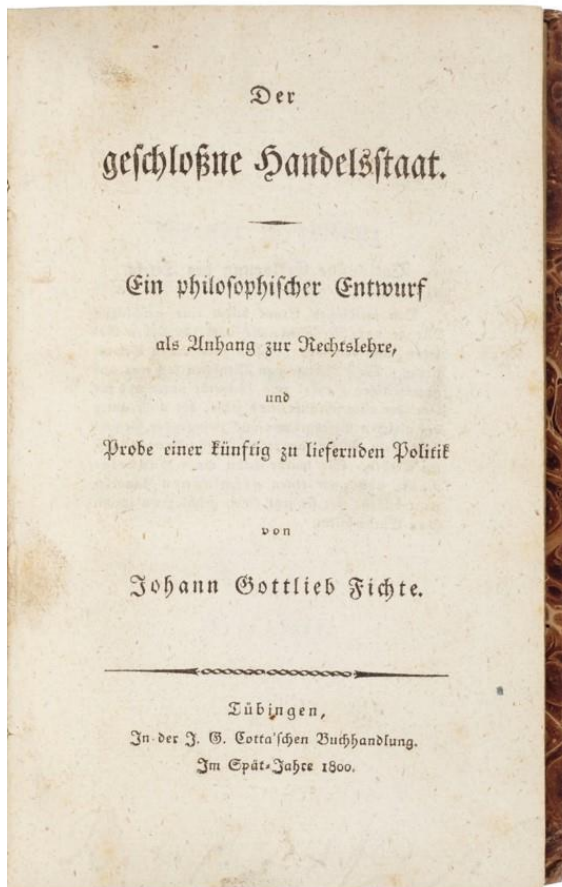 Der
geschloßne Handelsstaat.
Ein philosophischer Entwurf
als Anhang zur Rechtslehre,
und
Probe einer künftig zu liefernden Politik
von
Johann Gottlieb Fichte.
Tübingen,
In der J. G. Cotta'schen Buchhandlung.
Im Spät-Jahre 1800.